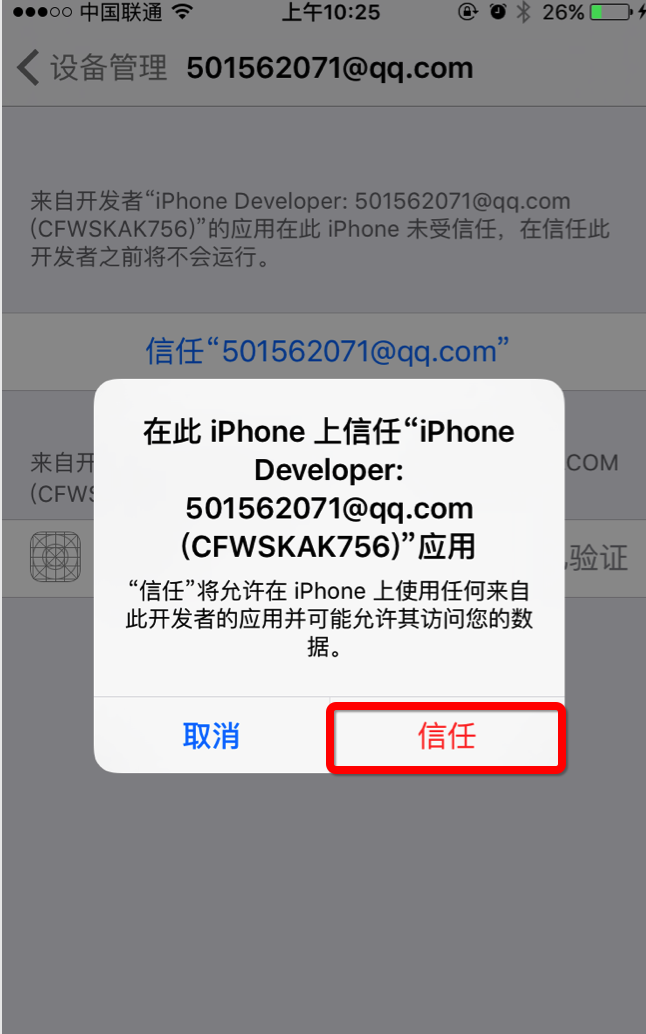 中国联通 上午10:25 26%
设备管理 501562071@qq.com
来自开发者“iPhone Developer: 501562071@qq.com
(CFWSKAK756)”的应用在此 iPhone 未受信任，在信任此
开发者之前将不会运行。
信任“501562071@qq.com”
在此 iPhone 上信任“iPhone
Developer:
501562071@qq.com
(CFWSKAK756)”应用
“信任”将允许在 iPhone 上使用任何来自
此开发者的应用并可能允许其访问您的数
据。
来自开 COM
(CFWS
验证
取消 信任